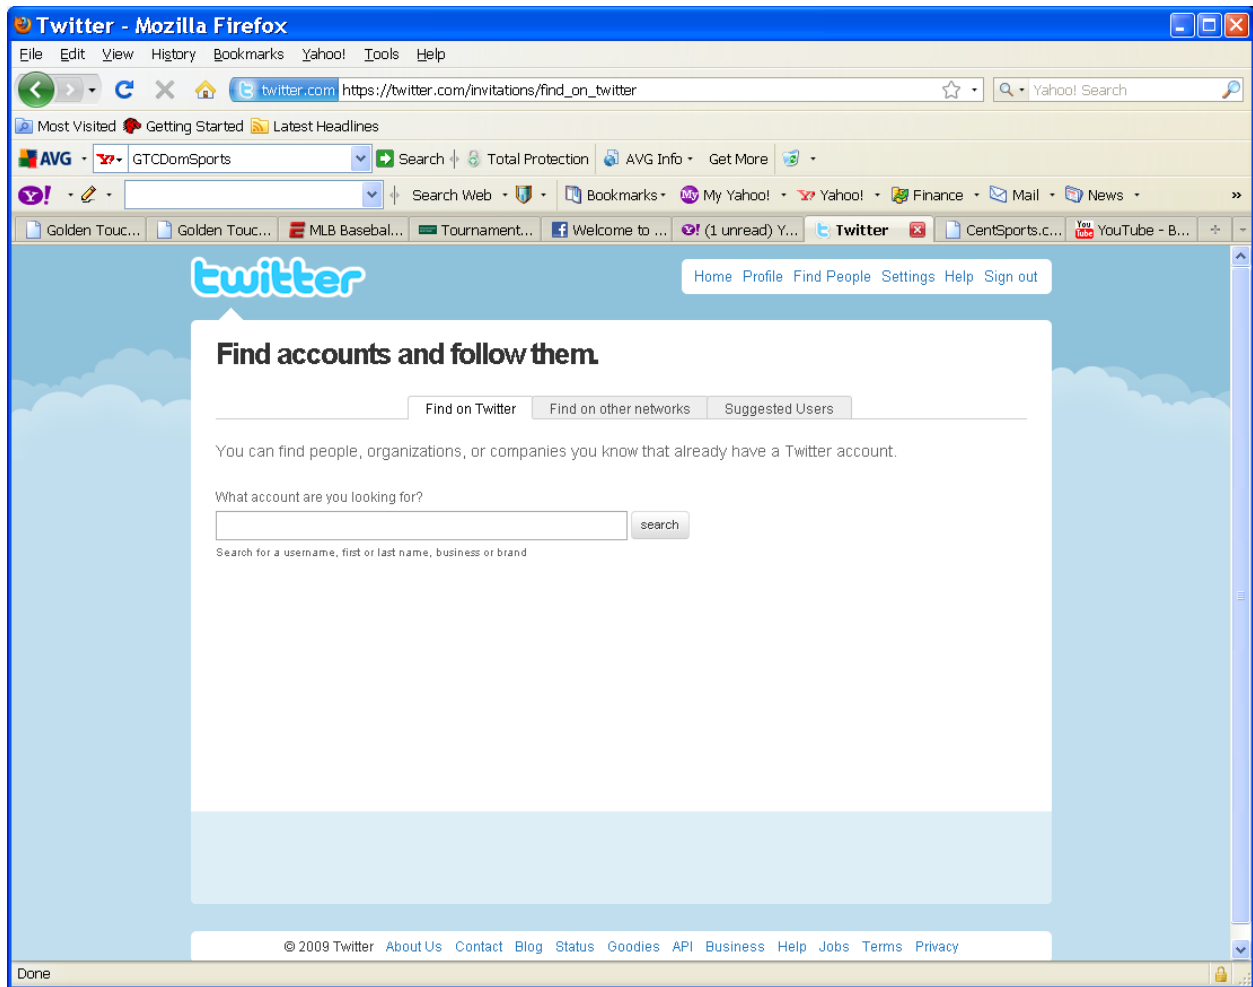 Twitter - Mozilla Firefox
File Edit View History Bookmarks Yahoo! Tools Help
twitter.com https://twitter.com/invitations/find_on_twitter Yahoo! Search
Most Visited Getting Started Latest Headlines
AVG GTCDomSports Search Total Protection AVG Info Get More
Y! Search Web Bookmarks My My Yahoo! Yahoo! Finance Mail News »
Golden Touc... Golden Touc... MLB Basebal... Tournament... Welcome to ... (1 unread) Y... Twitter CentSports.c... You Tube YouTube - B...
twitter
Home Profile Find People Settings Help Sign out
Find accounts and follow them.
Find on Twitter Find on other networks Suggested Users
You can find people, organizations, or companies you know that already have a Twitter account.
What account are you looking for?
search
Search for a username, first or last name, business or brand
© 2009 Twitter About Us Contact Blog Status Goodies API Business Help Jobs Terms Privacy
Done